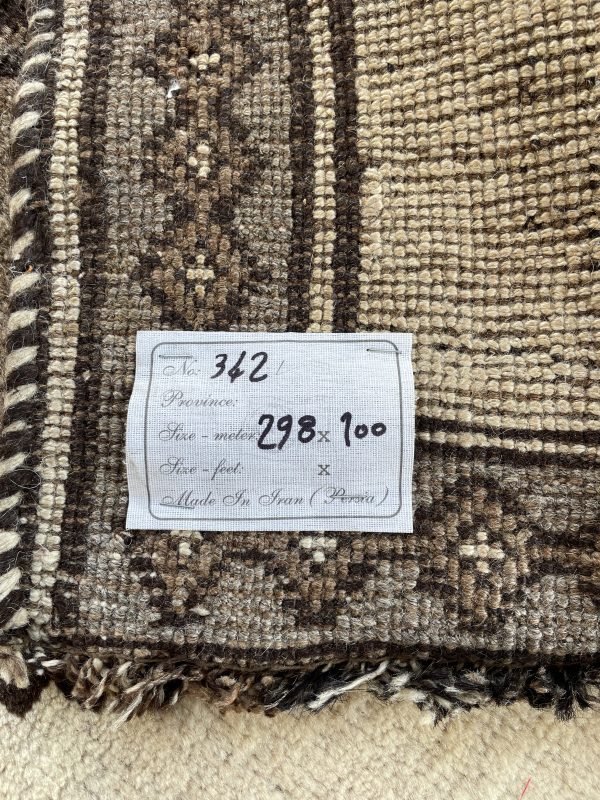 No: 342
Province:
Size - meter: 298 x 100
Size - feet: x
Made In Iran (Persia)